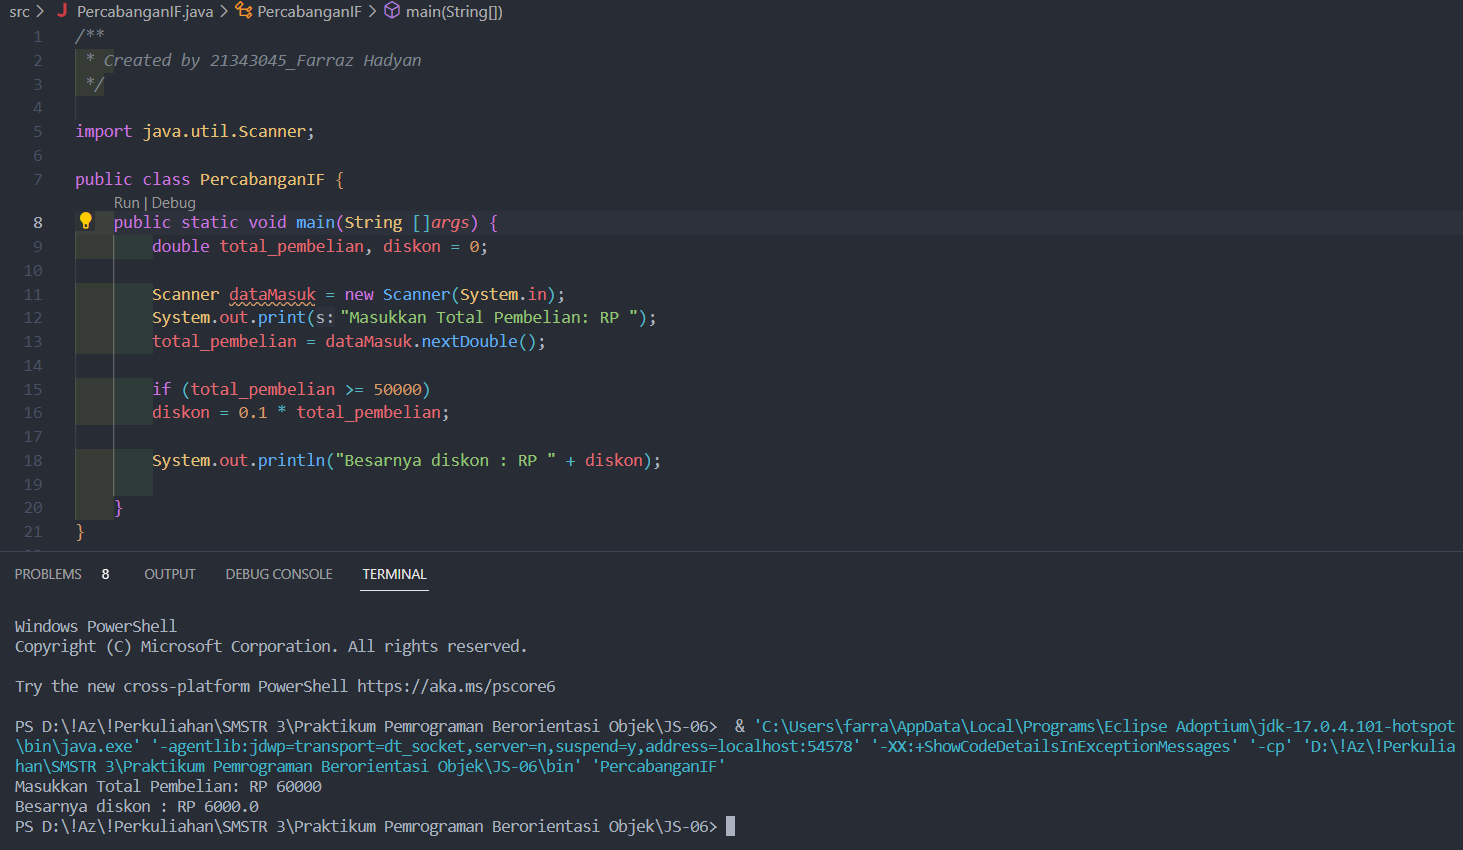 src > J PercabanganIF.java > PercabanganIF > main(String[])
1 /**
2  * Created by 21343045_Farraz Hadyan
3  */
4
5 import java.util.Scanner;
6
7 public class PercabanganIF {
Run | Debug
8     public static void main(String []args) {
9         double total_pembelian, diskon = 0;
10
11         Scanner dataMasuk = new Scanner(System.in);
12         System.out.print(s: "Masukkan Total Pembelian: RP ");
13         total_pembelian = dataMasuk.nextDouble();
14
15         if (total_pembelian >= 50000)
16         diskon = 0.1 * total_pembelian;
17
18         System.out.println("Besarnya diskon : RP " + diskon);
19
20     }
21 }
PROBLEMS 8 OUTPUT DEBUG CONSOLE TERMINAL
Windows PowerShell
Copyright (C) Microsoft Corporation. All rights reserved.
Try the new cross-platform PowerShell https://aka.ms/pscore6
PS D:\!Az\!Perkuliahan\SMSTR 3\Praktikum Pemrograman Berorientasi Objek\JS-06>  & 'C:\Users\farra\AppData\Local\Programs\Eclipse Adoptium\jdk-17.0.4.101-hotspot
\bin\java.exe' '-agentlib:jdwp=transport=dt_socket,server=n,suspend=y,address=localhost:54578' '-XX:+ShowCodeDetailsInExceptionMessages' '-cp' 'D:\!Az\!Perkulia
han\SMSTR 3\Praktikum Pemrograman Berorientasi Objek\JS-06\bin' 'PercabanganIF'
Masukkan Total Pembelian: RP 60000
Besarnya diskon : RP 6000.0
PS D:\!Az\!Perkuliahan\SMSTR 3\Praktikum Pemrograman Berorientasi Objek\JS-06>